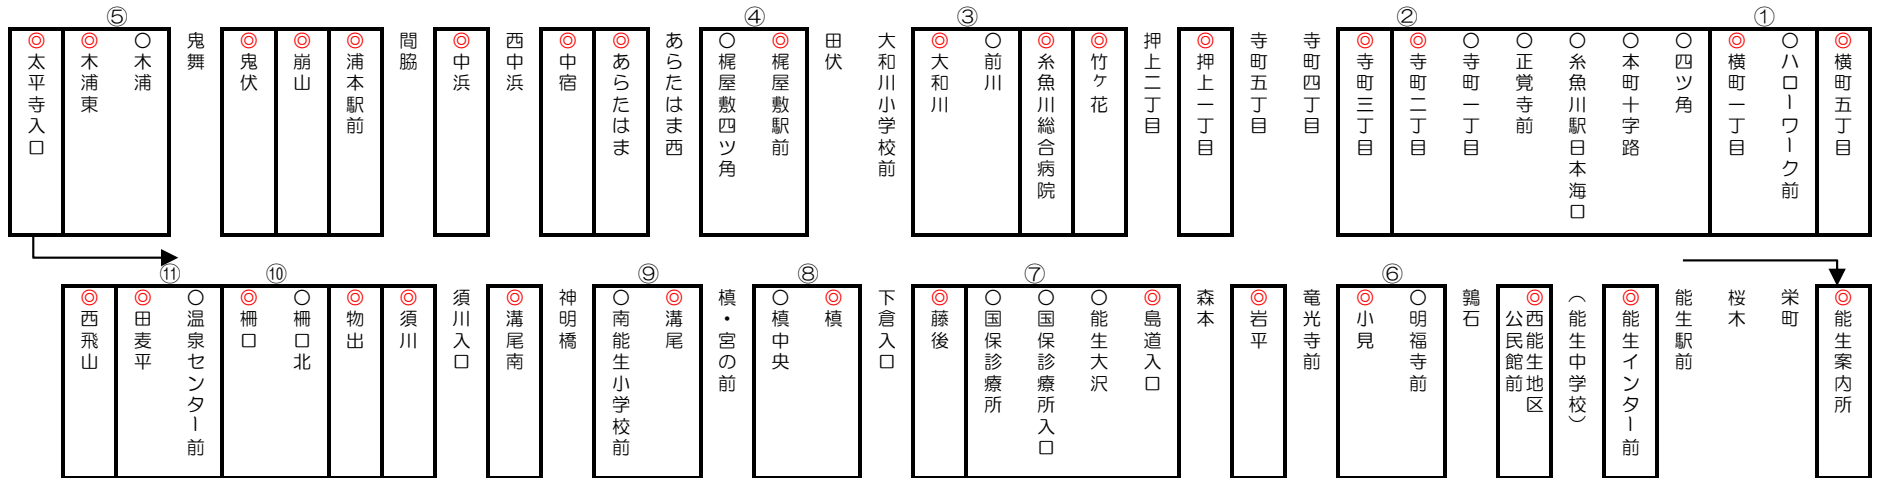 ⑤
④
③
②
①
◎横町五丁目
○ハローワーク前
◎横町一丁目
○四ツ角
○本町十字路
○糸魚川駅日本海口
○正覚寺前
○寺町一丁目
◎寺町二丁目
◎寺町三丁目
寺町四丁目
寺町五丁目
◎押上一丁目
押上二丁目
◎竹ケ花
◎糸魚川総合病院
○前川
◎大和川
大和川小学校前
田伏
◎梶屋敷駅前
○梶屋敷四ツ角
あらたはま西
◎あらたはま
◎中宿
西中浜
◎中浜
間脇
◎浦本駅前
◎崩山
◎鬼伏
鬼舞
○木浦
◎木浦東
◎太平寺入口
⑪
⑩
⑨
⑧
⑦
⑥
◎能生案内所
栄町
桜木
能生駅前
◎能生インター前
（能生中学校）
◎西能生地区
公民館前
鶉石
○明福寺前
◎小見
竜光寺前
◎岩平
森本
◎島道入口
○能生大沢
○国保診療所入口
○国保診療所
◎藤後
下倉入口
◎槙
○槙中央
槙・宮の前
◎溝尾
○南能生小学校前
神明橋
◎溝尾南
須川入口
◎須川
◎物出
○柵口北
◎柵口
○温泉センター前
◎田麦平
◎西飛山